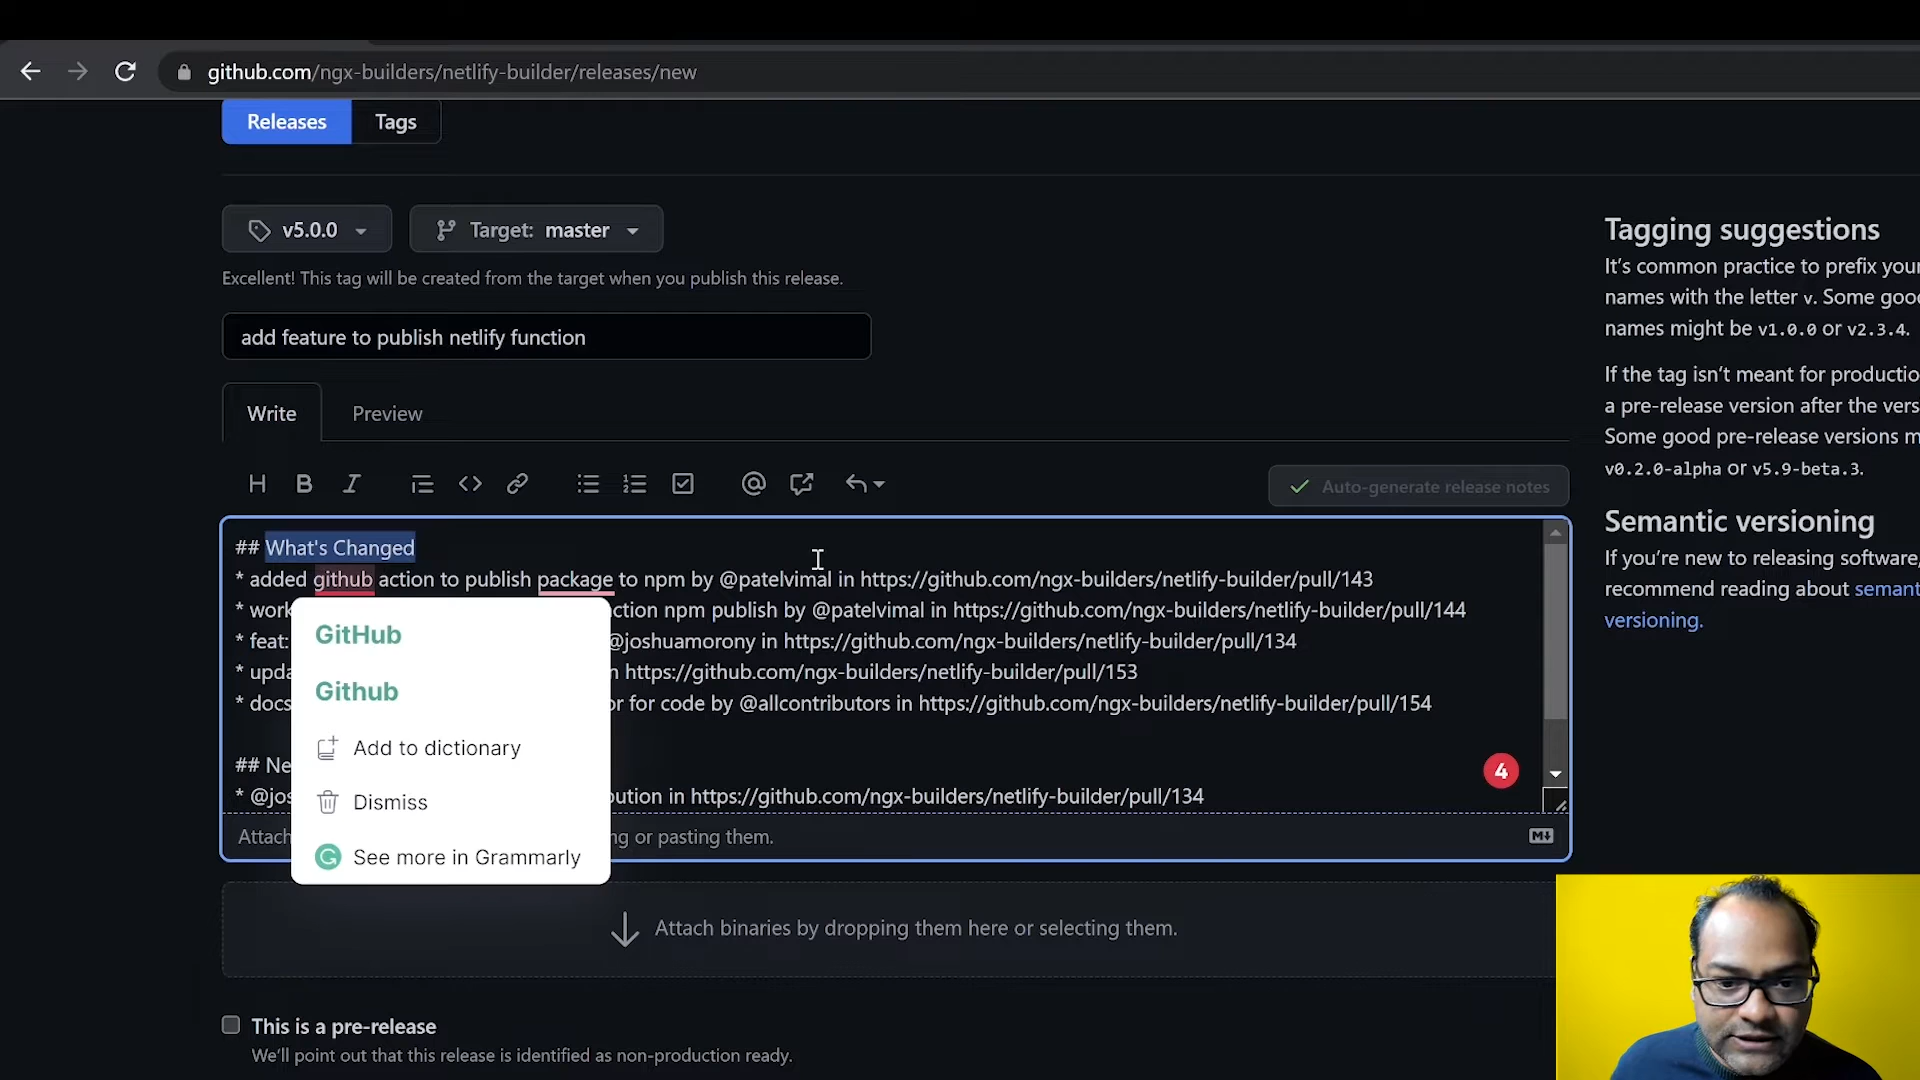 github.com/ngx-builders/netlify-builder/releases/new
Releases
Tags
v5.0.0
Target: master
Excellent! This tag will be created from the target when you publish this release.
add feature to publish netlify function
Write
Preview
Auto-generate release notes
## What's Changed
* added github action to publish package to npm by @patelvimal in https://github.com/ngx-builders/netlify-builder/pull/143
* work ction npm publish by @patelvimal in https://github.com/ngx-builders/netlify-builder/pull/144
* feat: @joshuamorony in https://github.com/ngx-builders/netlify-builder/pull/134
* upda n https://github.com/ngx-builders/netlify-builder/pull/153
* docs or for code by @allcontributors in https://github.com/ngx-builders/netlify-builder/pull/154
## Ne
* @jos bution in https://github.com/ngx-builders/netlify-builder/pull/134
Attach ng or pasting them.
GitHub
Github
Add to dictionary
Dismiss
See more in Grammarly
4
Attach binaries by dropping them here or selecting them.
This is a pre-release
We'll point out that this release is identified as non-production ready.
Tagging suggestions
It's common practice to prefix your
names with the letter v. Some good
names might be v1.0.0 or v2.3.4.
If the tag isn't meant for productio
a pre-release version after the vers
Some good pre-release versions m
v0.2.0-alpha or v5.9-beta.3.
Semantic versioning
If you're new to releasing software,
recommend reading about semant
versioning.